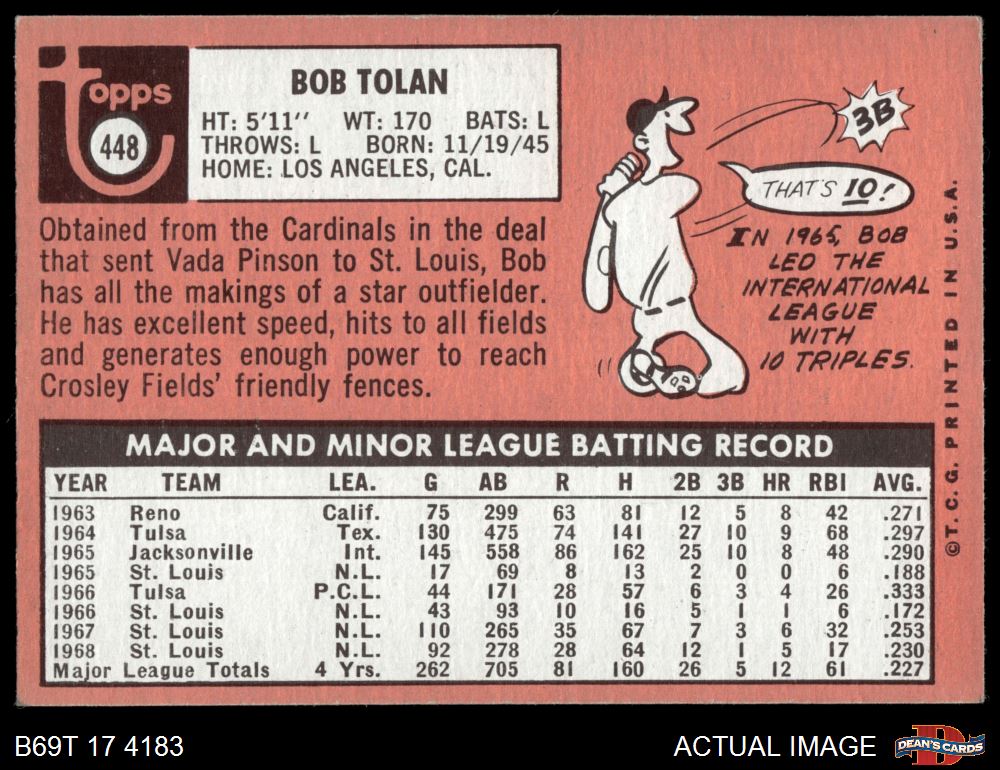 topps
448
BOB TOLAN
HT: 5'11" WT: 170 BATS: L
THROWS: L BORN: 11/19/45
HOME: LOS ANGELES, CAL.
Obtained from the Cardinals in the deal
that sent Vada Pinson to St. Louis, Bob
has all the makings of a star outfielder.
He has excellent speed, hits to all fields
and generates enough power to reach
Crosley Fields' friendly fences.
3B
THAT'S 10!
IN 1965, BOB
LED THE
INTERNATIONAL
LEAGUE
WITH
10 TRIPLES.
©T. C. G. PRINTED IN U.S.A.
MAJOR AND MINOR LEAGUE BATTING RECORD
YEAR TEAM LEA. G AB R H 2B 3B HR RBI AVG.
1963 Reno Calif. 75 299 63 81 12 5 8 42 .271
1964 Tulsa Tex. 130 475 74 141 27 10 9 68 .297
1965 Jacksonville Int. 145 558 86 162 25 10 8 48 .290
1965 St. Louis N.L. 17 69 8 13 2 0 0 6 .188
1966 Tulsa P.C.L. 44 171 28 57 6 3 4 26 .333
1966 St. Louis N.L. 43 93 10 16 5 1 1 6 .172
1967 St. Louis N.L. 110 265 35 67 7 3 6 32 .253
1968 St. Louis N.L. 92 278 28 64 12 1 5 17 .230
Major League Totals 4 Yrs. 262 705 81 160 26 5 12 61 .227
B69T 17 4183
ACTUAL IMAGE
D
DEAN'S CARDS